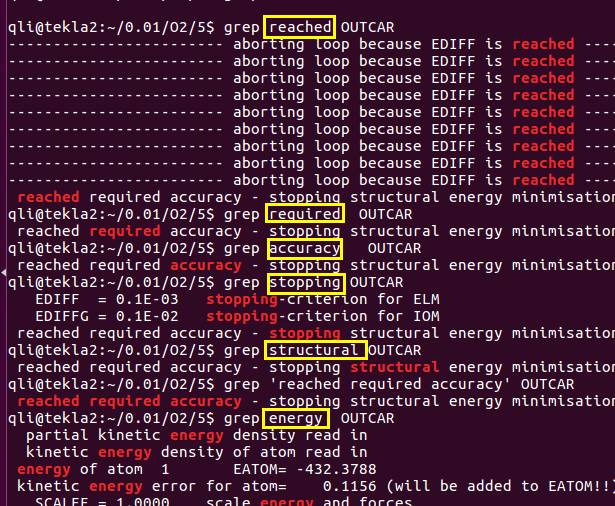 qli@tekla2:~/0.01/O2/5$ grep reached OUTCAR
------------------------ aborting loop because EDIFF is reached ----
------------------------ aborting loop because EDIFF is reached ----
------------------------ aborting loop because EDIFF is reached ----
------------------------ aborting loop because EDIFF is reached ----
------------------------ aborting loop because EDIFF is reached ----
------------------------ aborting loop because EDIFF is reached ----
------------------------ aborting loop because EDIFF is reached ----
------------------------ aborting loop because EDIFF is reached ----
------------------------ aborting loop because EDIFF is reached ----
reached required accuracy - stopping structural energy minimisation
qli@tekla2:~/0.01/O2/5$ grep required OUTCAR
reached required accuracy - stopping structural energy minimisation
qli@tekla2:~/0.01/O2/5$ grep accuracy OUTCAR
reached required accuracy - stopping structural energy minimisation
qli@tekla2:~/0.01/O2/5$ grep stopping OUTCAR
EDIFF = 0.1E-03 stopping-criterion for ELM
EDIFFG = 0.1E-02 stopping-criterion for IOM
reached required accuracy - stopping structural energy minimisation
qli@tekla2:~/0.01/O2/5$ grep structural OUTCAR
reached required accuracy - stopping structural energy minimisation
qli@tekla2:~/0.01/O2/5$ grep 'reached required accuracy' OUTCAR
reached required accuracy - stopping structural energy minimisation
qli@tekla2:~/0.01/O2/5$ grep energy OUTCAR
partial kinetic energy density read in
kinetic energy density of atom read in
energy of atom 1 EATOM= -432.3788
kinetic energy error for atom= 0.1156 (will be added to EATOM!!)
SCALEE = 1.0000 scale energy and forces